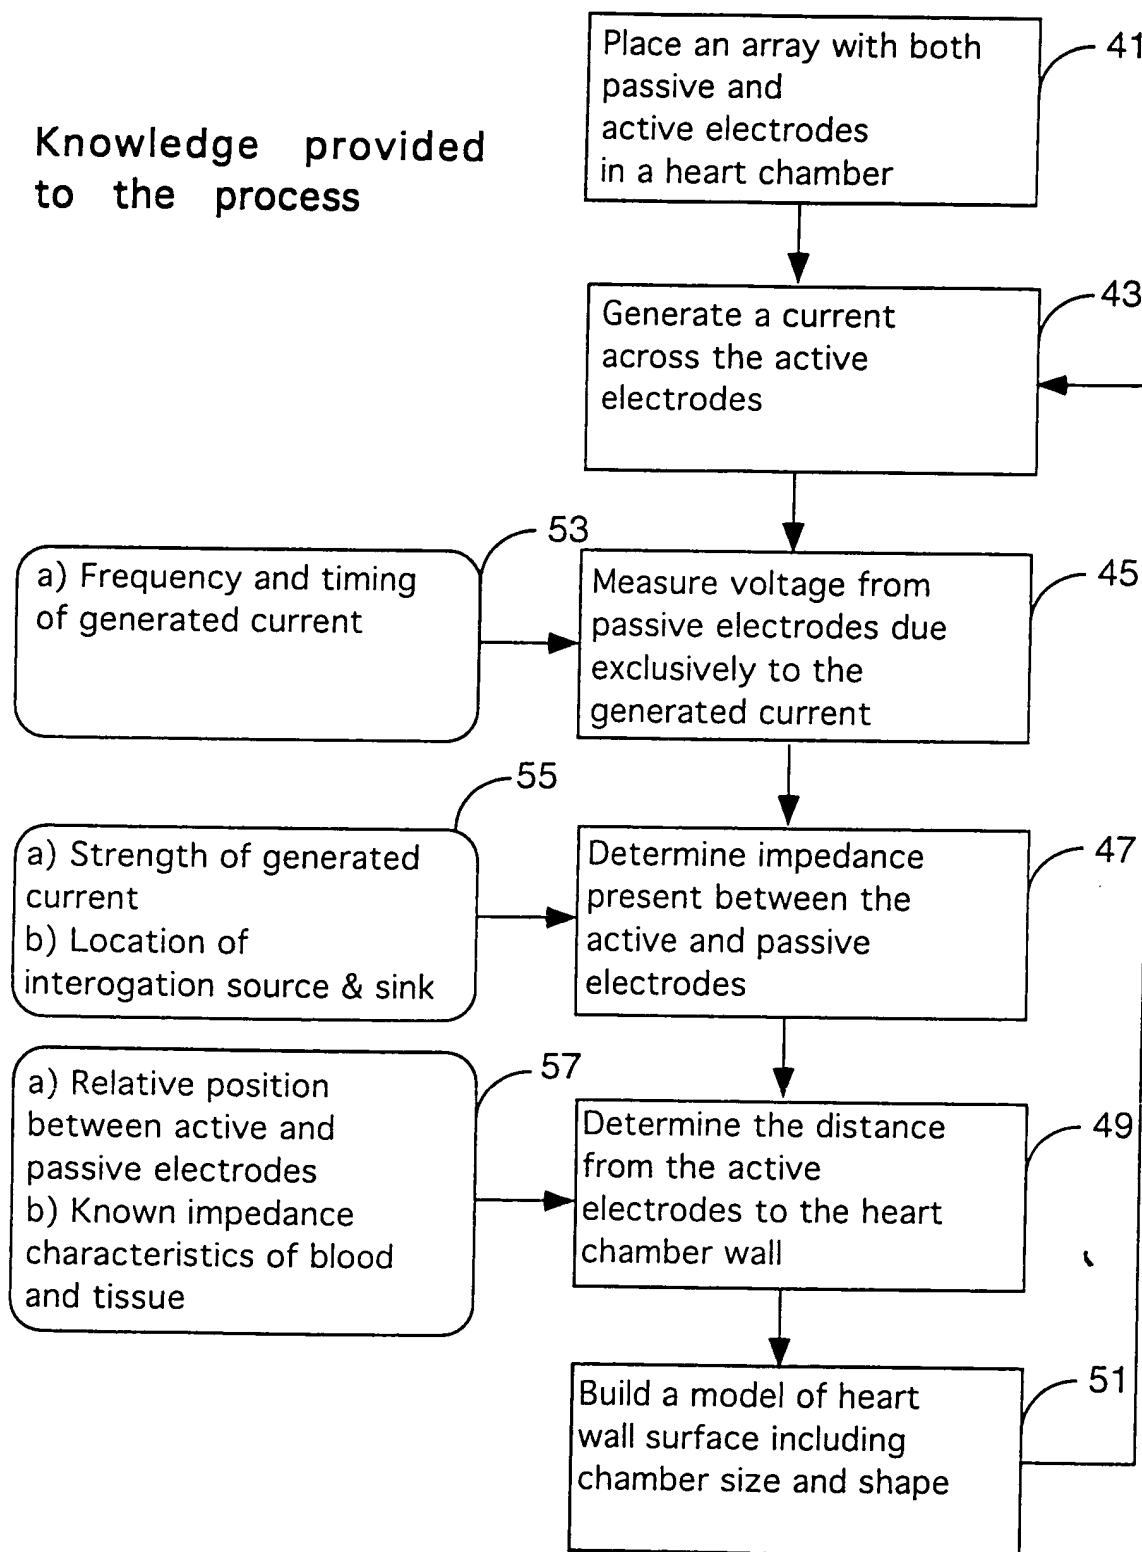 Knowledge provided
to the process
Place an array with both
passive and
active electrodes
in a heart chamber
41
Generate a current
across the active
electrodes
43
a) Frequency and timing
of generated current
53
Measure voltage from
passive electrodes due
exclusively to the
generated current
45
a) Strength of generated
current
b) Location of
interogation source & sink
55
Determine impedance
present between the
active and passive
electrodes
47
a) Relative position
between active and
passive electrodes
b) Known impedance
characteristics of blood
and tissue
57
Determine the distance
from the active
electrodes to the heart
chamber wall
49
Build a model of heart
wall surface including
chamber size and shape
51